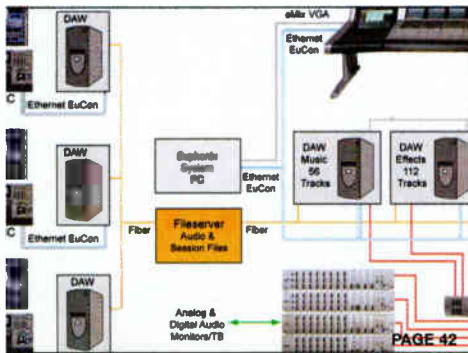 DAW
C
Ethernet EuCon
DAW
C
Ethernet EuCon
DAW
eMix VGA
Ethernet
EuCon
Euphonix
System
PC
Ethernet
EuCon
Fiber
Fileserver
Audio &
Session Files
Fiber
DAW
Music
56
Tracks
DAW
Effects
112
Tracks
Analog &
Digital Audio
Monitors/TB
PAGE 42